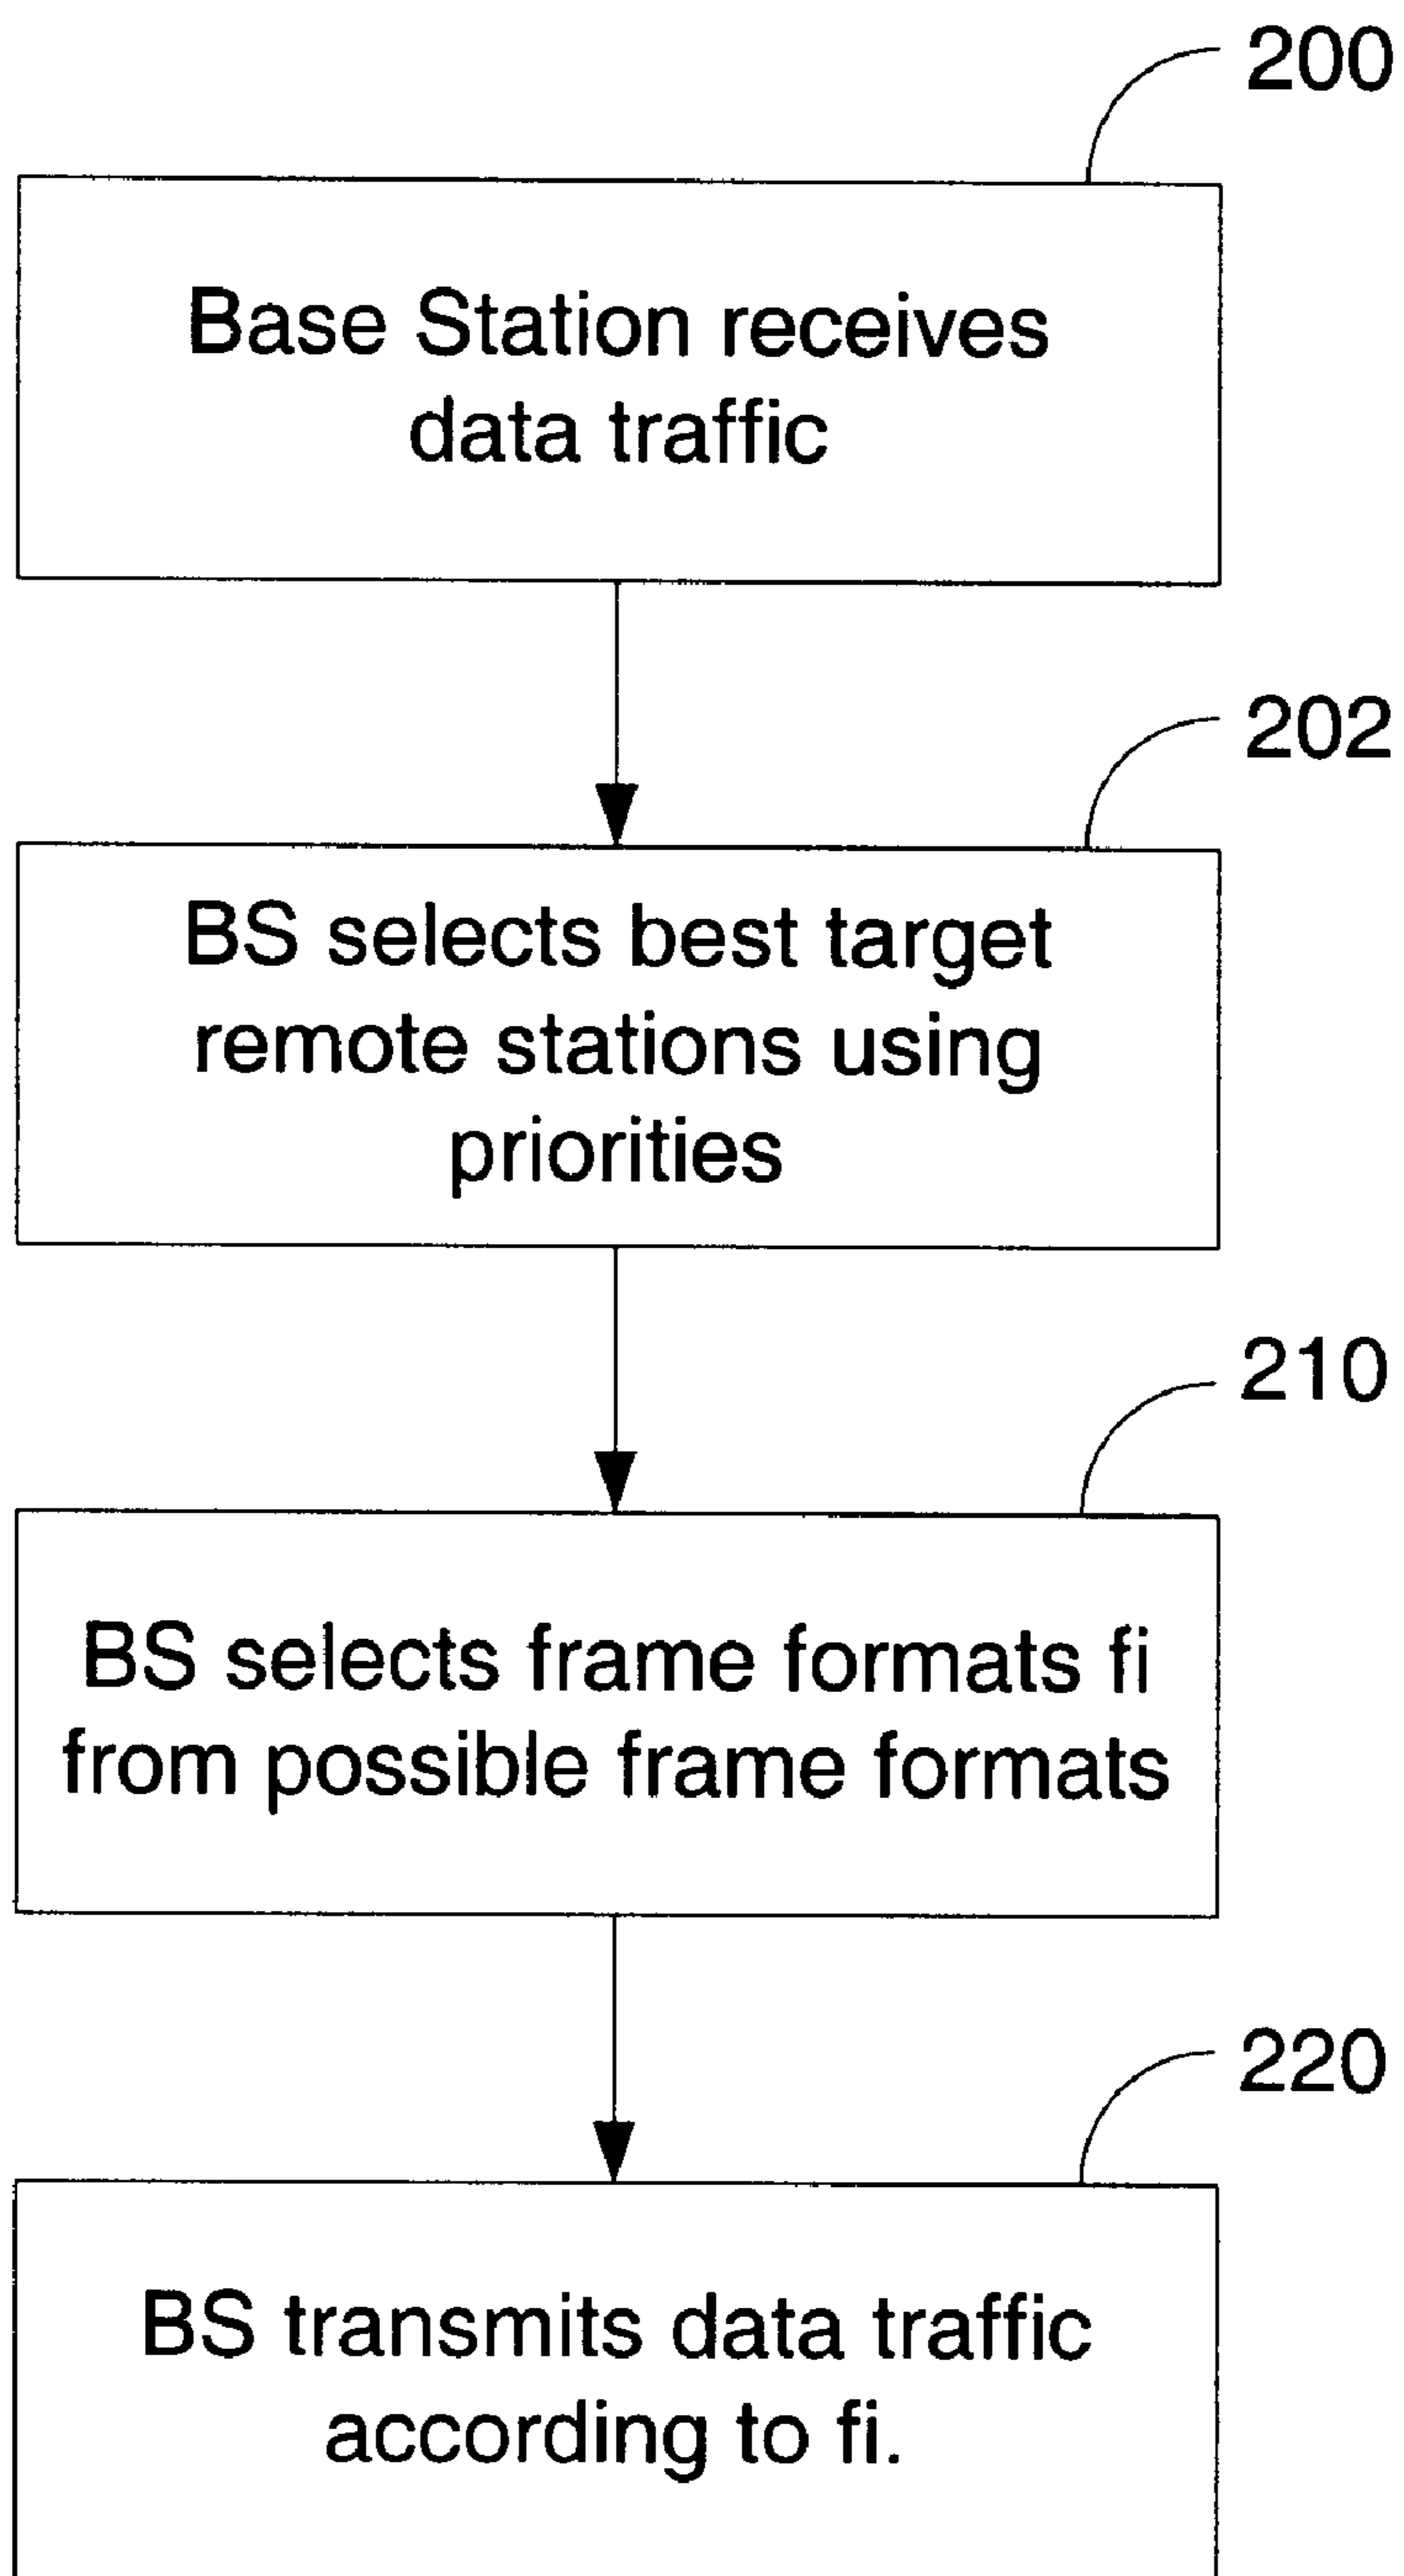 200
Base Station receives
data traffic
202
BS selects best target
remote stations using
priorities
210
BS selects frame formats fi
from possible frame formats
220
BS transmits data traffic
according to fi.